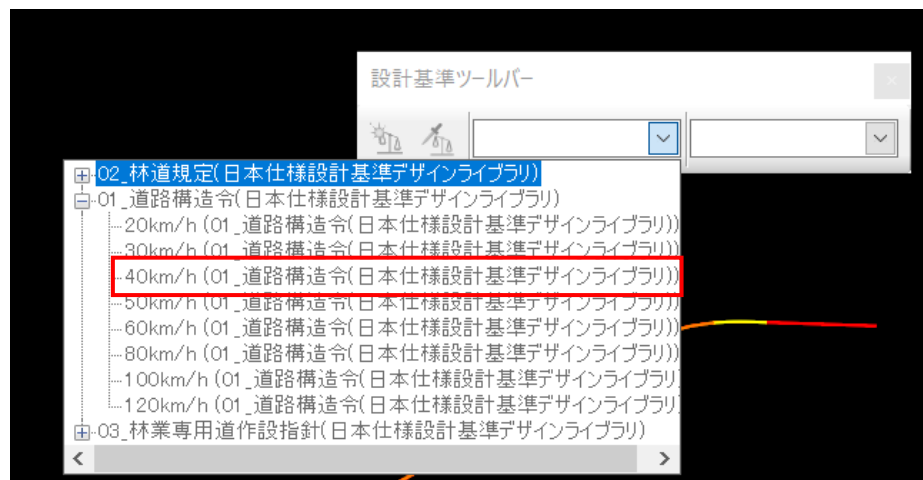 設計基準ツールバー
02_林道規定(日本仕様設計基準デザインライブラリ)
01_道路構造令(日本仕様設計基準デザインライブラリ)
20km/h (01_道路構造令(日本仕様設計基準デザインライブラリ))
30km/h (01_道路構造令(日本仕様設計基準デザインライブラリ))
40km/h (01_道路構造令(日本仕様設計基準デザインライブラリ))
50km/h (01_道路構造令(日本仕様設計基準デザインライブラリ))
60km/h (01_道路構造令(日本仕様設計基準デザインライブラリ))
80km/h (01_道路構造令(日本仕様設計基準デザインライブラリ))
100km/h (01_道路構造令(日本仕様設計基準デザインライブラリ
120km/h (01_道路構造令(日本仕様設計基準デザインライブラリ
03_林業専用道作設指針(日本仕様設計基準デザインライブラリ)